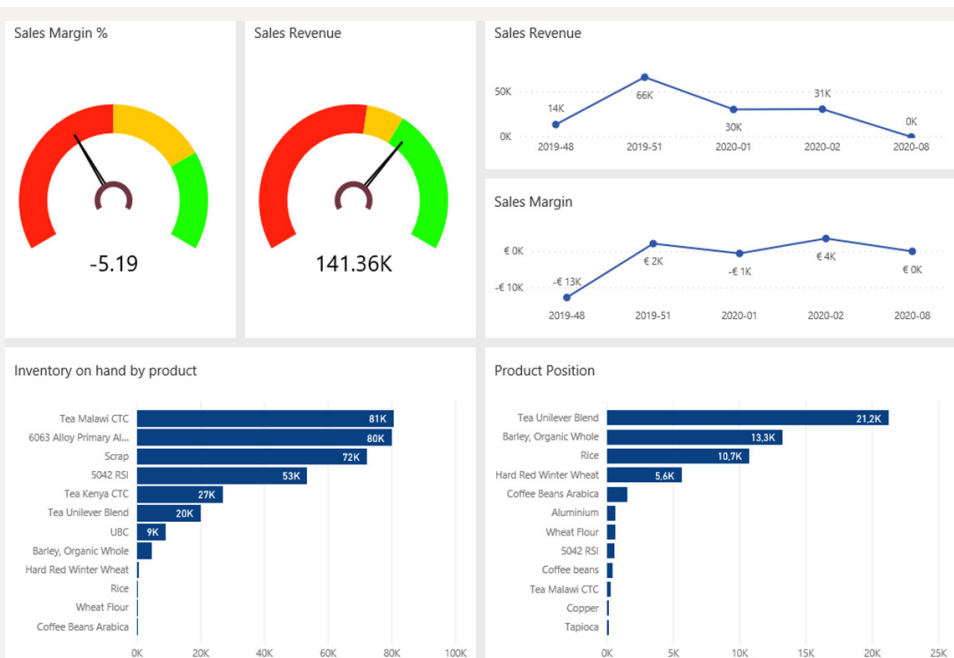 Sales Margin %
-5.19
Sales Revenue
141.36K
Sales Revenue
50K
0K
14K
66K
30K
31K
0K
2019-48 2019-51 2020-01 2020-02 2020-08
Sales Margin
€ 0K
-€ 10K
-€ 13K
€ 2K
-€ 1K
€ 4K
€ 0K
2019-48 2019-51 2020-01 2020-02 2020-08
Inventory on hand by product
Tea Malawi CTC 81K
6063 Alloy Primary Al... 80K
Scrap 72K
5042 RSI 53K
Tea Kenya CTC 27K
Tea Unilever Blend 20K
UBC 9K
Barley, Organic Whole
Hard Red Winter Wheat
Rice
Wheat Flour
Coffee Beans Arabica
0K 20K 40K 60K 80K 100K
Product Position
Tea Unilever Blend 21,2K
Barley, Organic Whole 13,3K
Rice 10,7K
Hard Red Winter Wheat 5,6K
Coffee Beans Arabica
Aluminium
Wheat Flour
5042 RSI
Coffee beans
Tea Malawi CTC
Copper
Tapioca
0K 5K 10K 15K 20K 25K